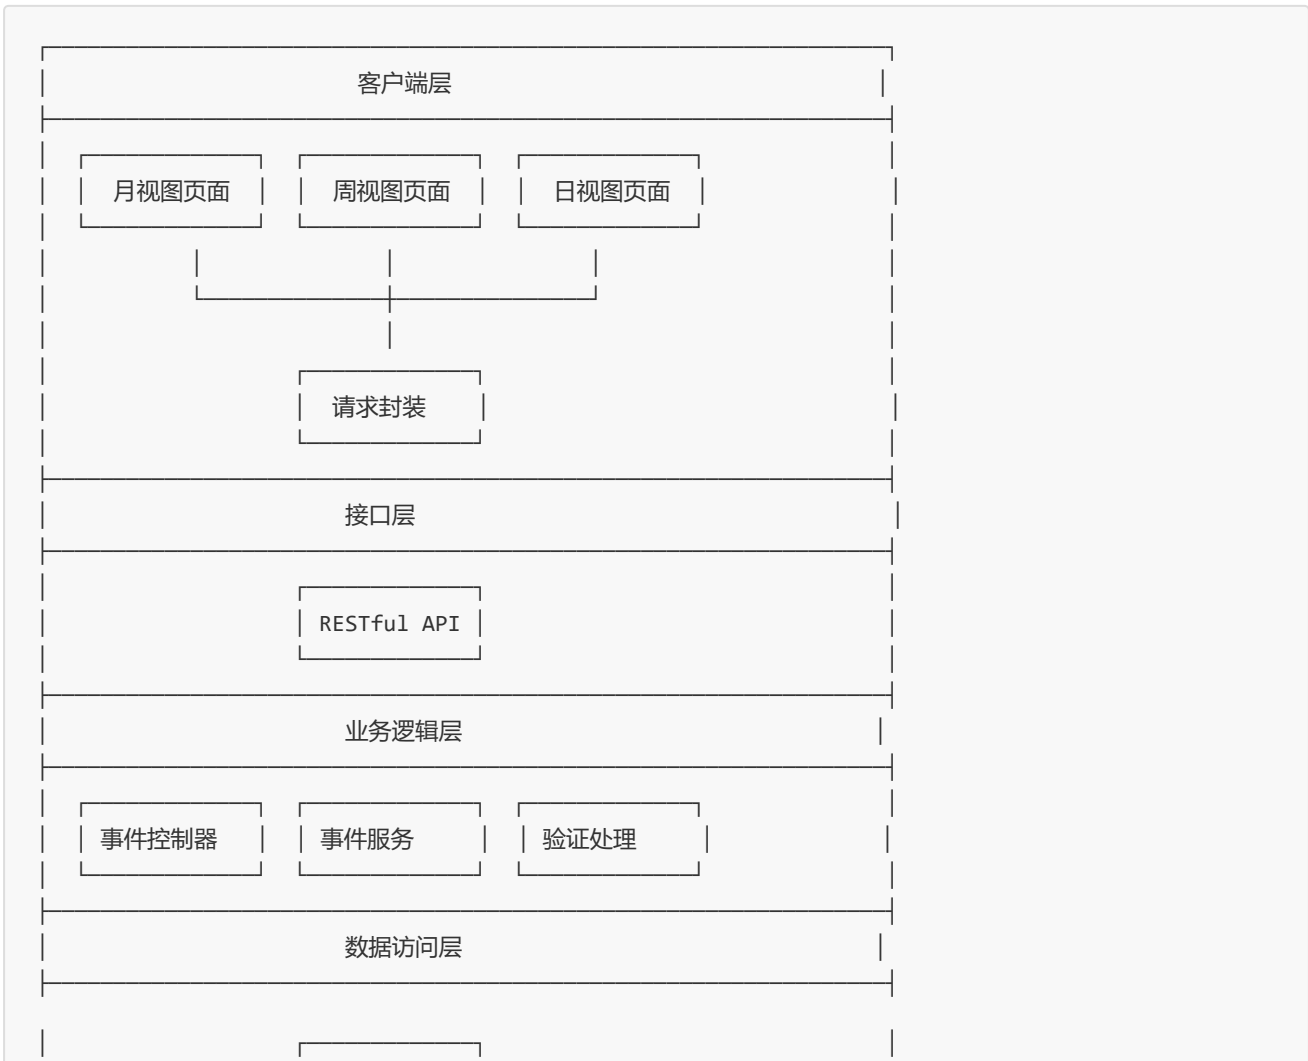 客户端层
月视图页面 周视图页面 日视图页面
请求封装
接口层
RESTful API
业务逻辑层
事件控制器 事件服务 验证处理
数据访问层